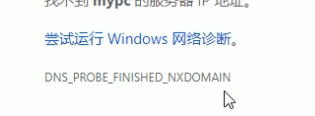 找不到 mypc 的服务器 IP 地址。
尝试运行 Windows 网络诊断。
DNS_PROBE_FINISHED_NXDOMAIN